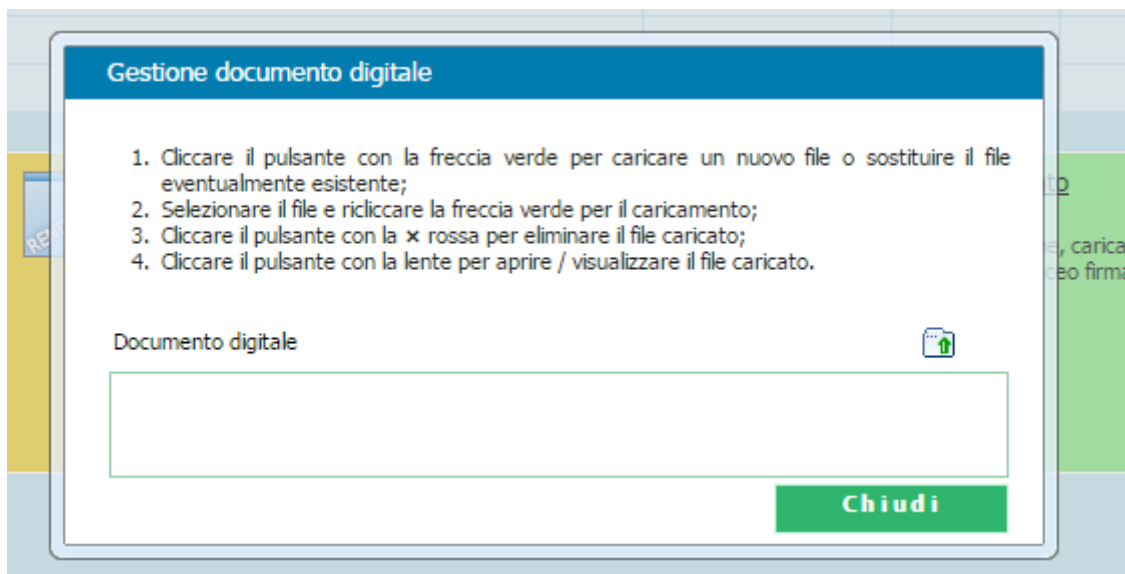 Gestione documento digitale
1. Cliccare il pulsante con la freccia verde per caricare un nuovo file o sostituire il file
eventualmente esistente;
2. Selezionare il file e ricliccare la freccia verde per il caricamento;
3. Cliccare il pulsante con la × rossa per eliminare il file caricato;
4. Cliccare il pulsante con la lente per aprire / visualizzare il file caricato.
Documento digitale
Chiudi